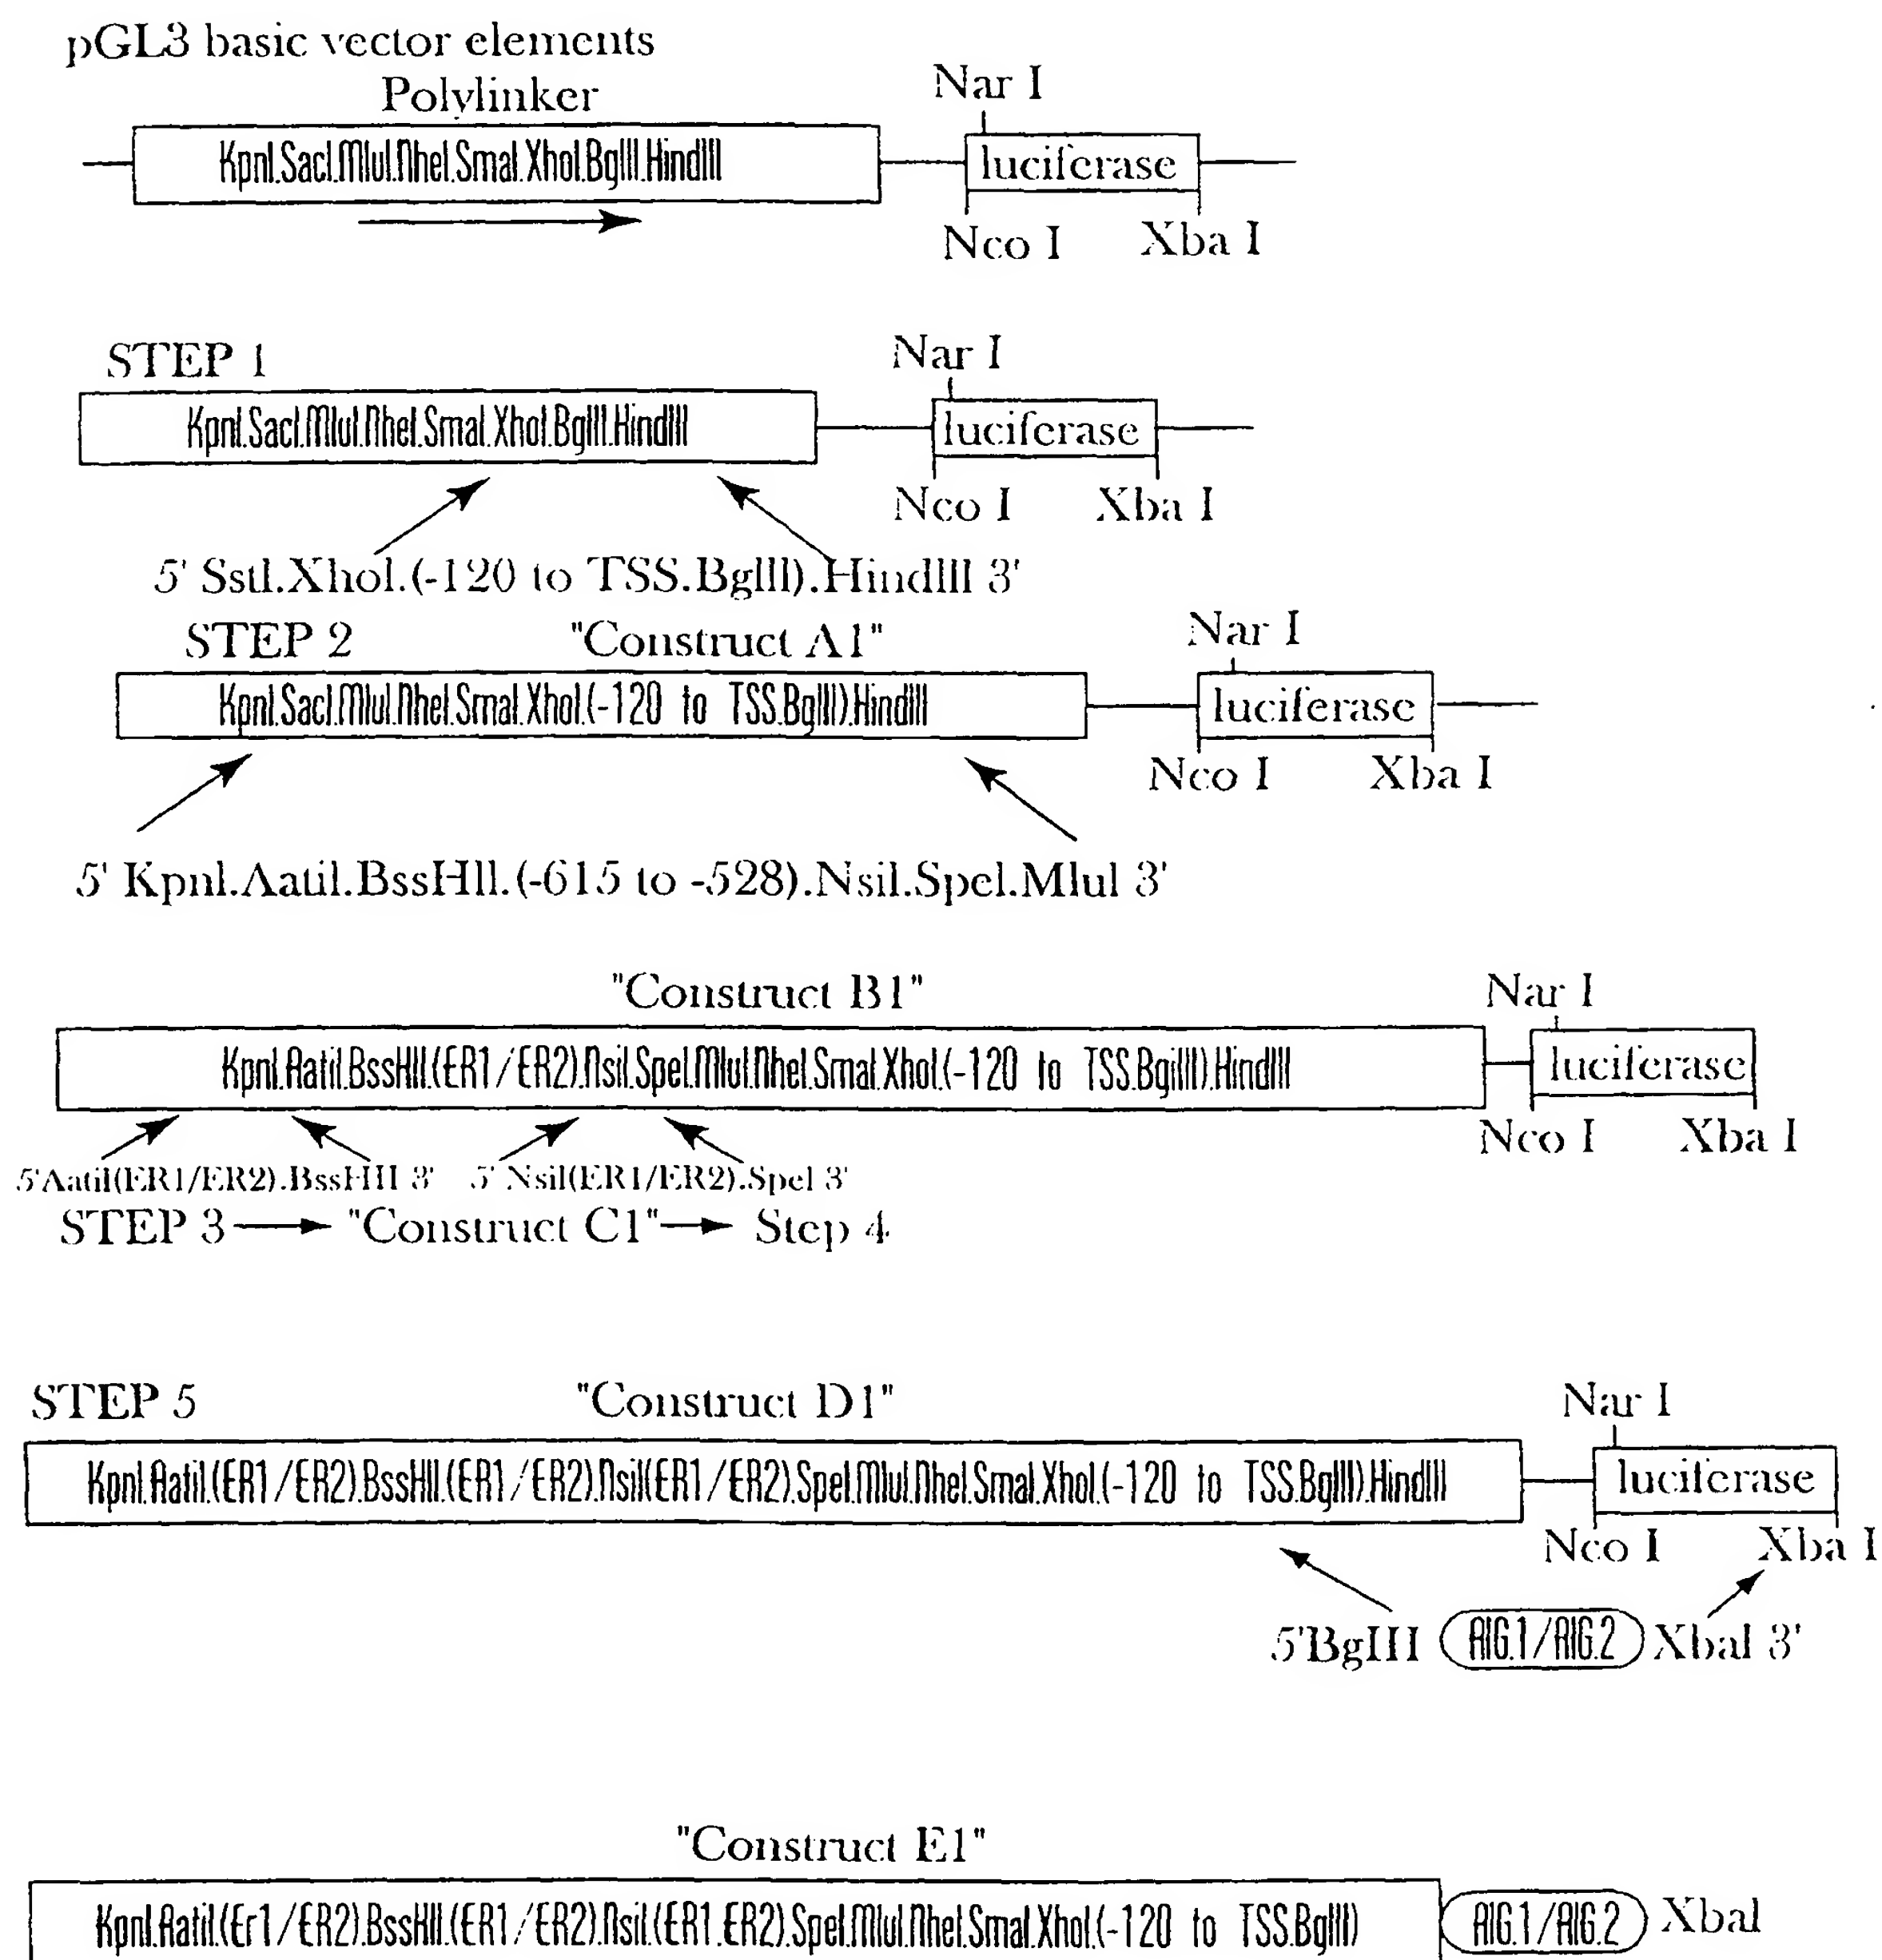 pGL3 basic vector elements
Polylinker
Nar I
KpnI.SacI.MluI.NheI.SmaI.XhoI.BglII.HindIII
luciferase
Nco I Xba I
STEP 1
Nar I
KpnI.SacI.MluI.NheI.SmaI.XhoI.BglII.HindIII
luciferase
Nco I Xba I
5' SstI.XhoI.(-120 to TSS.BglII).HindIII 3'
STEP 2 "Construct A1"
Nar I
KpnI.SacI.MluI.NheI.SmaI.XhoI.(-120 to TSS.BglII).HindIII
luciferase
Nco I Xba I
5' KpnI.AatiI.BssHII.(-615 to -528).NsiI.SpeI.MluI 3'
"Construct B1"
Nar I
KpnI.AatiI.BssHII.(ER1/ER2).NsiI.SpeI.MluI.NheI.SmaI.XhoI.(-120 to TSS.BgiIII).HindIII
luciferase
Nco I Xba I
5'AatiI(ER1/ER2).BssHII 3' 5' NsiI(ER1/ER2).SpeI 3'
STEP 3 "Construct C1" Step 4
STEP 5 "Construct D1"
Nar I
KpnI.AatiI.(ER1/ER2).BssHII.(ER1/ER2).NsiI(ER1/ER2).SpeI.MluI.NheI.SmaI.XhoI.(-120 to TSS.BglII).HindIII
luciferase
Nco I Xba I
5'BgIII AIG.1/AIG.2 XbaI 3'
"Construct E1"
KpnI.AatiI.(Er1/ER2).BssHII.(ER1/ER2).NsiI.(ER1.ER2).SpeI.MluI.NheI.SmaI.XhoI.(-120 to TSS.BglII)
AIG.1/AIG.2 XbaI